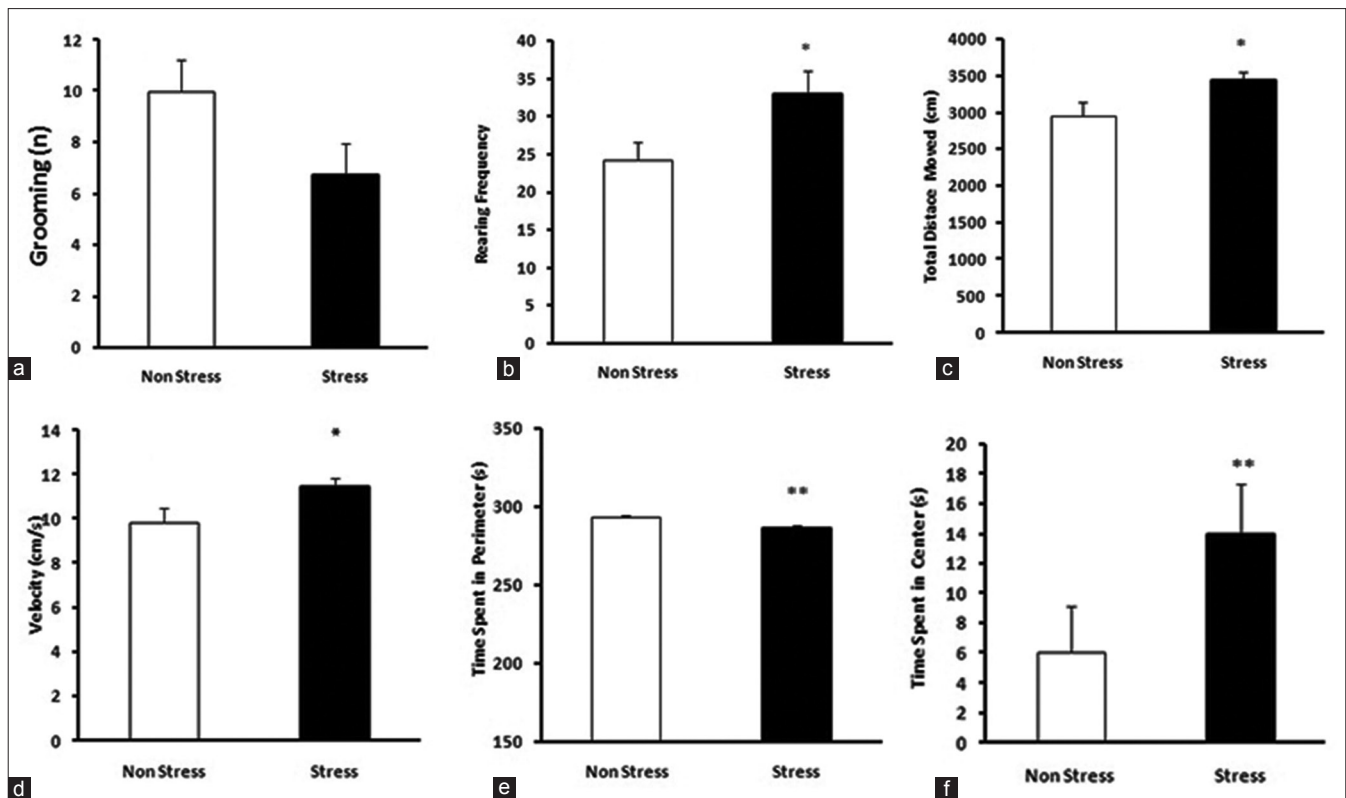 Grooming (n)
12
10
8
6
4
2
0
Non Stress
Stress
a
Rearing Frequency
40
35
30
25
20
15
10
5
0
*
Non Stress
Stress
b
Total Distace Moved (cm)
4000
3500
3000
2500
2000
1500
1000
500
0
*
Non Stress
Stress
c
Velocity (cm/s)
14
12
10
8
6
4
2
0
*
Non Stress
Stress
d
Time Spent in Perimeter (s)
350
300
250
200
150
**
Non Stress
Stress
e
Time Spent in Center (s)
20
18
16
14
12
10
8
6
4
2
0
**
Non Stress
Stress
f